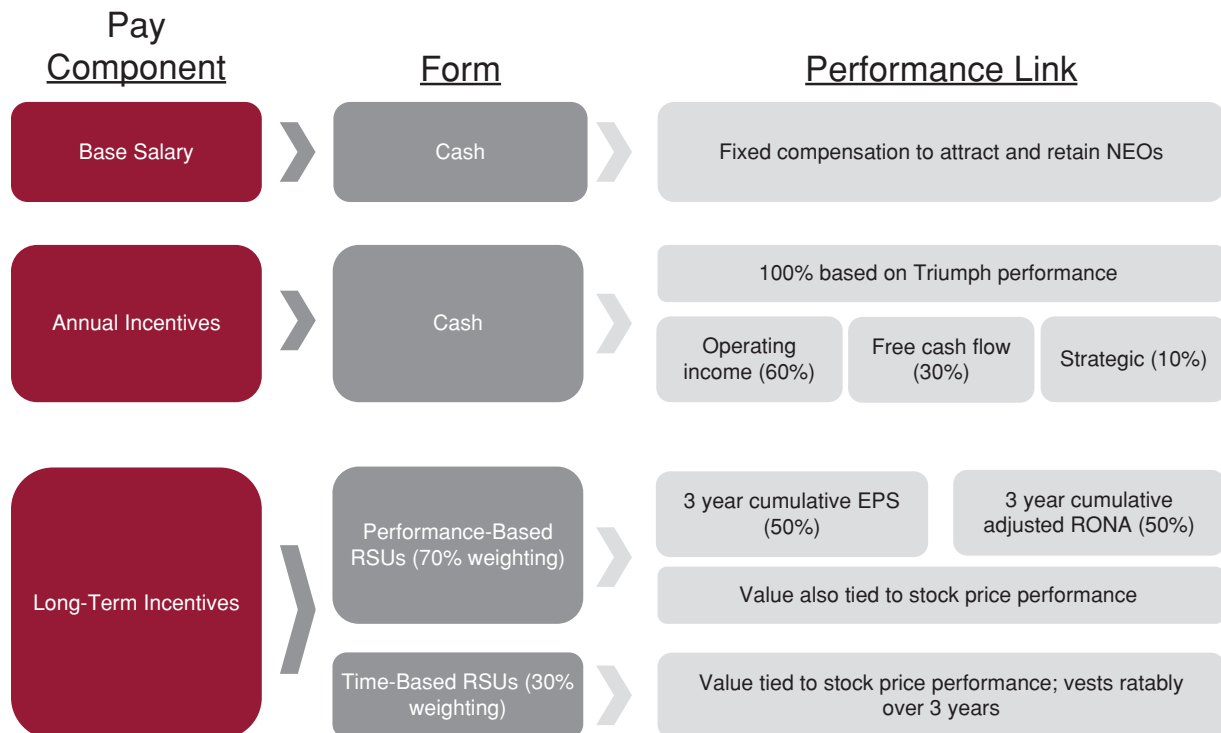 Pay
Component
Form
Performance Link
Base Salary
Cash
Fixed compensation to attract and retain NEOs
Annual Incentives
Cash
100% based on Triumph performance
Operating
income (60%)
Free cash flow
(30%)
Strategic (10%)
Long-Term Incentives
Performance-Based
RSUs (70% weighting)
3 year cumulative EPS
(50%)
3 year cumulative
adjusted RONA (50%)
Value also tied to stock price performance
Time-Based RSUs (30%
weighting)
Value tied to stock price performance; vests ratably
over 3 years